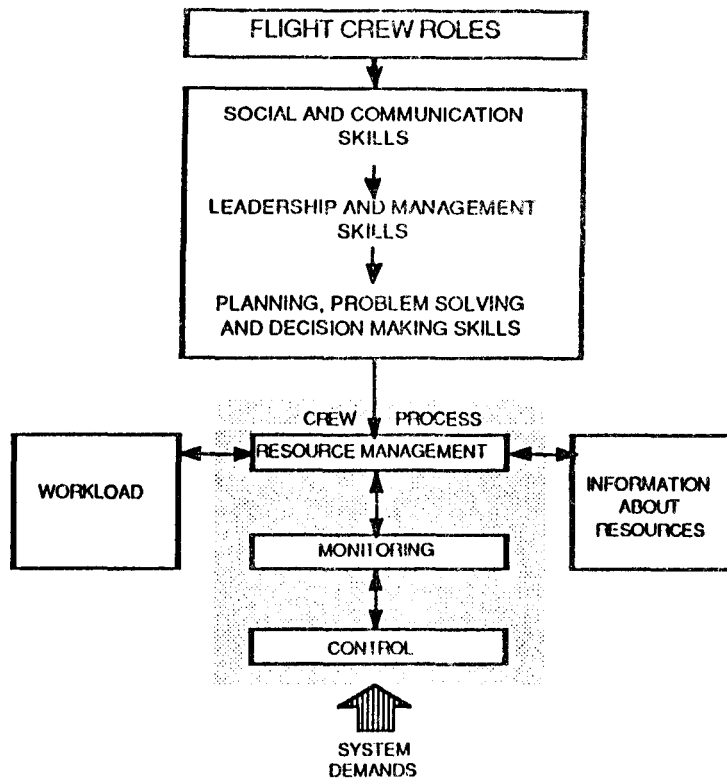 FLIGHT CREW ROLES
SOCIAL AND COMMUNICATION
SKILLS
LEADERSHIP AND MANAGEMENT
SKILLS
PLANNING, PROBLEM SOLVING
AND DECISION MAKING SKILLS
CREW PROCESS
WORKLOAD
RESOURCE MANAGEMENT
INFORMATION
ABOUT
RESOURCES
MONITORING
CONTROL
SYSTEM
DEMANDS